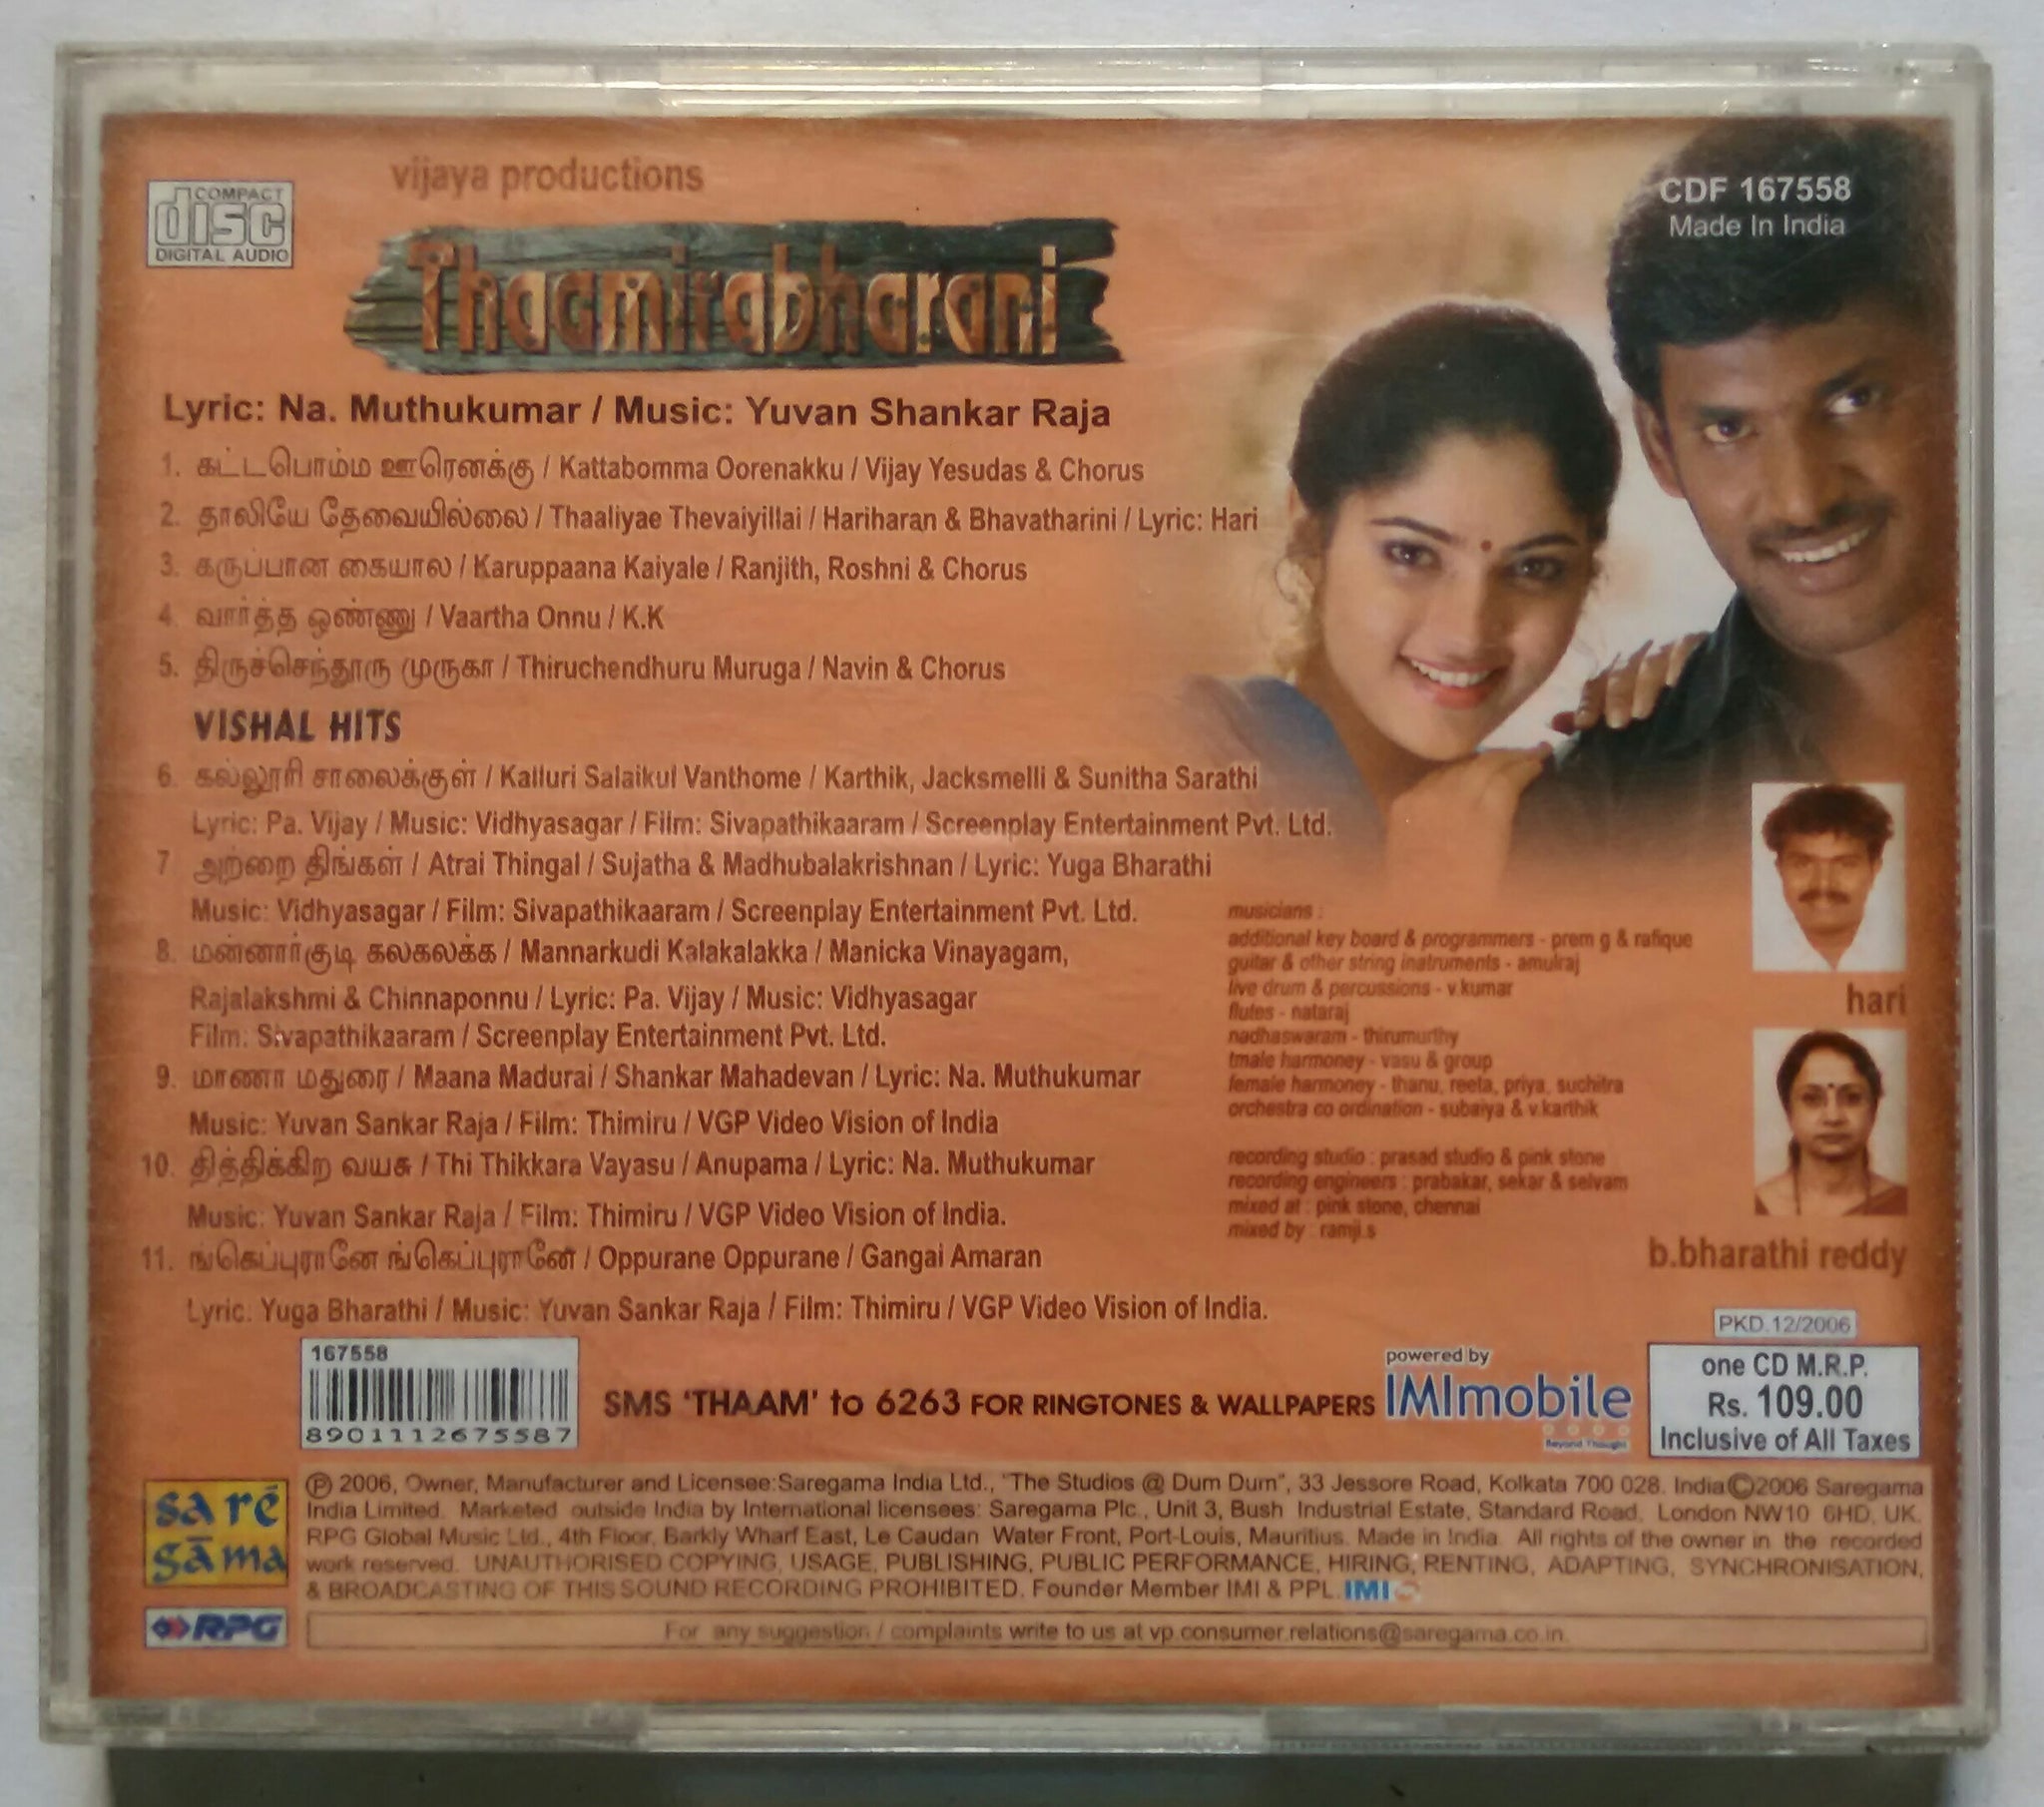 COMPACT
disc
DIGITAL AUDIO
vijaya productions
CDF 167558
Made In India
Thaamirabharani
Lyric: Na. Muthukumar / Music: Yuvan Shankar Raja
1. கட்டபொம்ம ஊரெனக்கு / Kattabomma Oorenakku / Vijay Yesudas & Chorus
2. தாலியே தேவையில்லை / Thaaliyae Thevaiyillai / Hariharan & Bhavatharini / Lyric: Hari
3. கருப்பான கையால / Karuppaana Kaiyale / Ranjith, Roshni & Chorus
4. வார்த்த ஒண்ணு / Vaartha Onnu / K.K
5. திருச்செந்தூரு முருகா / Thiruchendhuru Muruga / Navin & Chorus
VISHAL HITS
6. கல்லூரி சாலைக்குள் / Kalluri Salaikul Vanthome / Karthik, Jacksmelli & Sunitha Sarathi
Lyric: Pa. Vijay / Music: Vidhyasagar / Film: Sivapathikaaram / Screenplay Entertainment Pvt. Ltd.
7 அற்றை திங்கள் / Atrai Thingal / Sujatha & Madhubalakrishnan / Lyric: Yuga Bharathi
Music: Vidhyasagar / Film: Sivapathikaaram / Screenplay Entertainment Pvt. Ltd.
8. மன்னார்குடி கலகலக்க / Mannarkudi Kalakalakka / Manicka Vinayagam,
Rajalakshmi & Chinnaponnu / Lyric: Pa. Vijay / Music: Vidhyasagar
Film: Sivapathikaaram / Screenplay Entertainment Pvt. Ltd.
9. மாணா மதுரை / Maana Madurai / Shankar Mahadevan / Lyric: Na. Muthukumar
Music: Yuvan Sankar Raja / Film: Thimiru / VGP Video Vision of India
10. தித்திக்கிற வயசு / Thi Thikkara Vayasu / Anupama / Lyric: Na. Muthukumar
Music: Yuvan Sankar Raja / Film: Thimiru / VGP Video Vision of India.
11. ங்கெப்புரானே ங்கெப்புரானே / Oppurane Oppurane / Gangai Amaran
Lyric: Yuga Bharathi / Music: Yuvan Sankar Raja / Film: Thimiru / VGP Video Vision of India.
musicians :
additional key board & programmers - prem g & rafique
guitar & other string instruments - amulraj
live drum & percussions - v.kumar
flutes - nataraj
nadhaswaram - thirumurthy
tmale harmoney - vasu & group
female harmoney - thanu, reeta, priya, suchitra
orchestra co ordination - subaiya & v.karthik
recording studio : prasad studio & pink stone
recording engineers : prabakar, sekar & selvam
mixed at : pink stone, chennai
mixed by : ramji.s
hari
b.bharathi reddy
PKD.12/2006
one CD M.R.P.
Rs. 109.00
Inclusive of All Taxes
167558
8901112675587
SMS 'THAAM' to 6263 FOR RINGTONES & WALLPAPERS
powered by
IMImobile
Beyond Thought
sa rē
gāma
RPG
℗ 2006, Owner, Manufacturer and Licensee:Saregama India Ltd., "The Studios @ Dum Dum", 33 Jessore Road, Kolkata 700 028. India©2006 Saregama
India Limited. Marketed outside India by International licensees: Saregama Plc., Unit 3, Bush Industrial Estate, Standard Road, London NW10 6HD, UK.
RPG Global Music Ltd., 4th Floor, Barkly Wharf East, Le Caudan Water Front, Port-Louis, Mauritius. Made in India All rights of the owner in the recorded
work reserved. UNAUTHORISED COPYING, USAGE, PUBLISHING, PUBLIC PERFORMANCE, HIRING, RENTING, ADAPTING, SYNCHRONISATION,
& BROADCASTING OF THIS SOUND RECORDING PROHIBITED. Founder Member IMI & PPL. IMI
For any suggestion / complaints write to us at vp.consumer.relations@saregama.co.in.